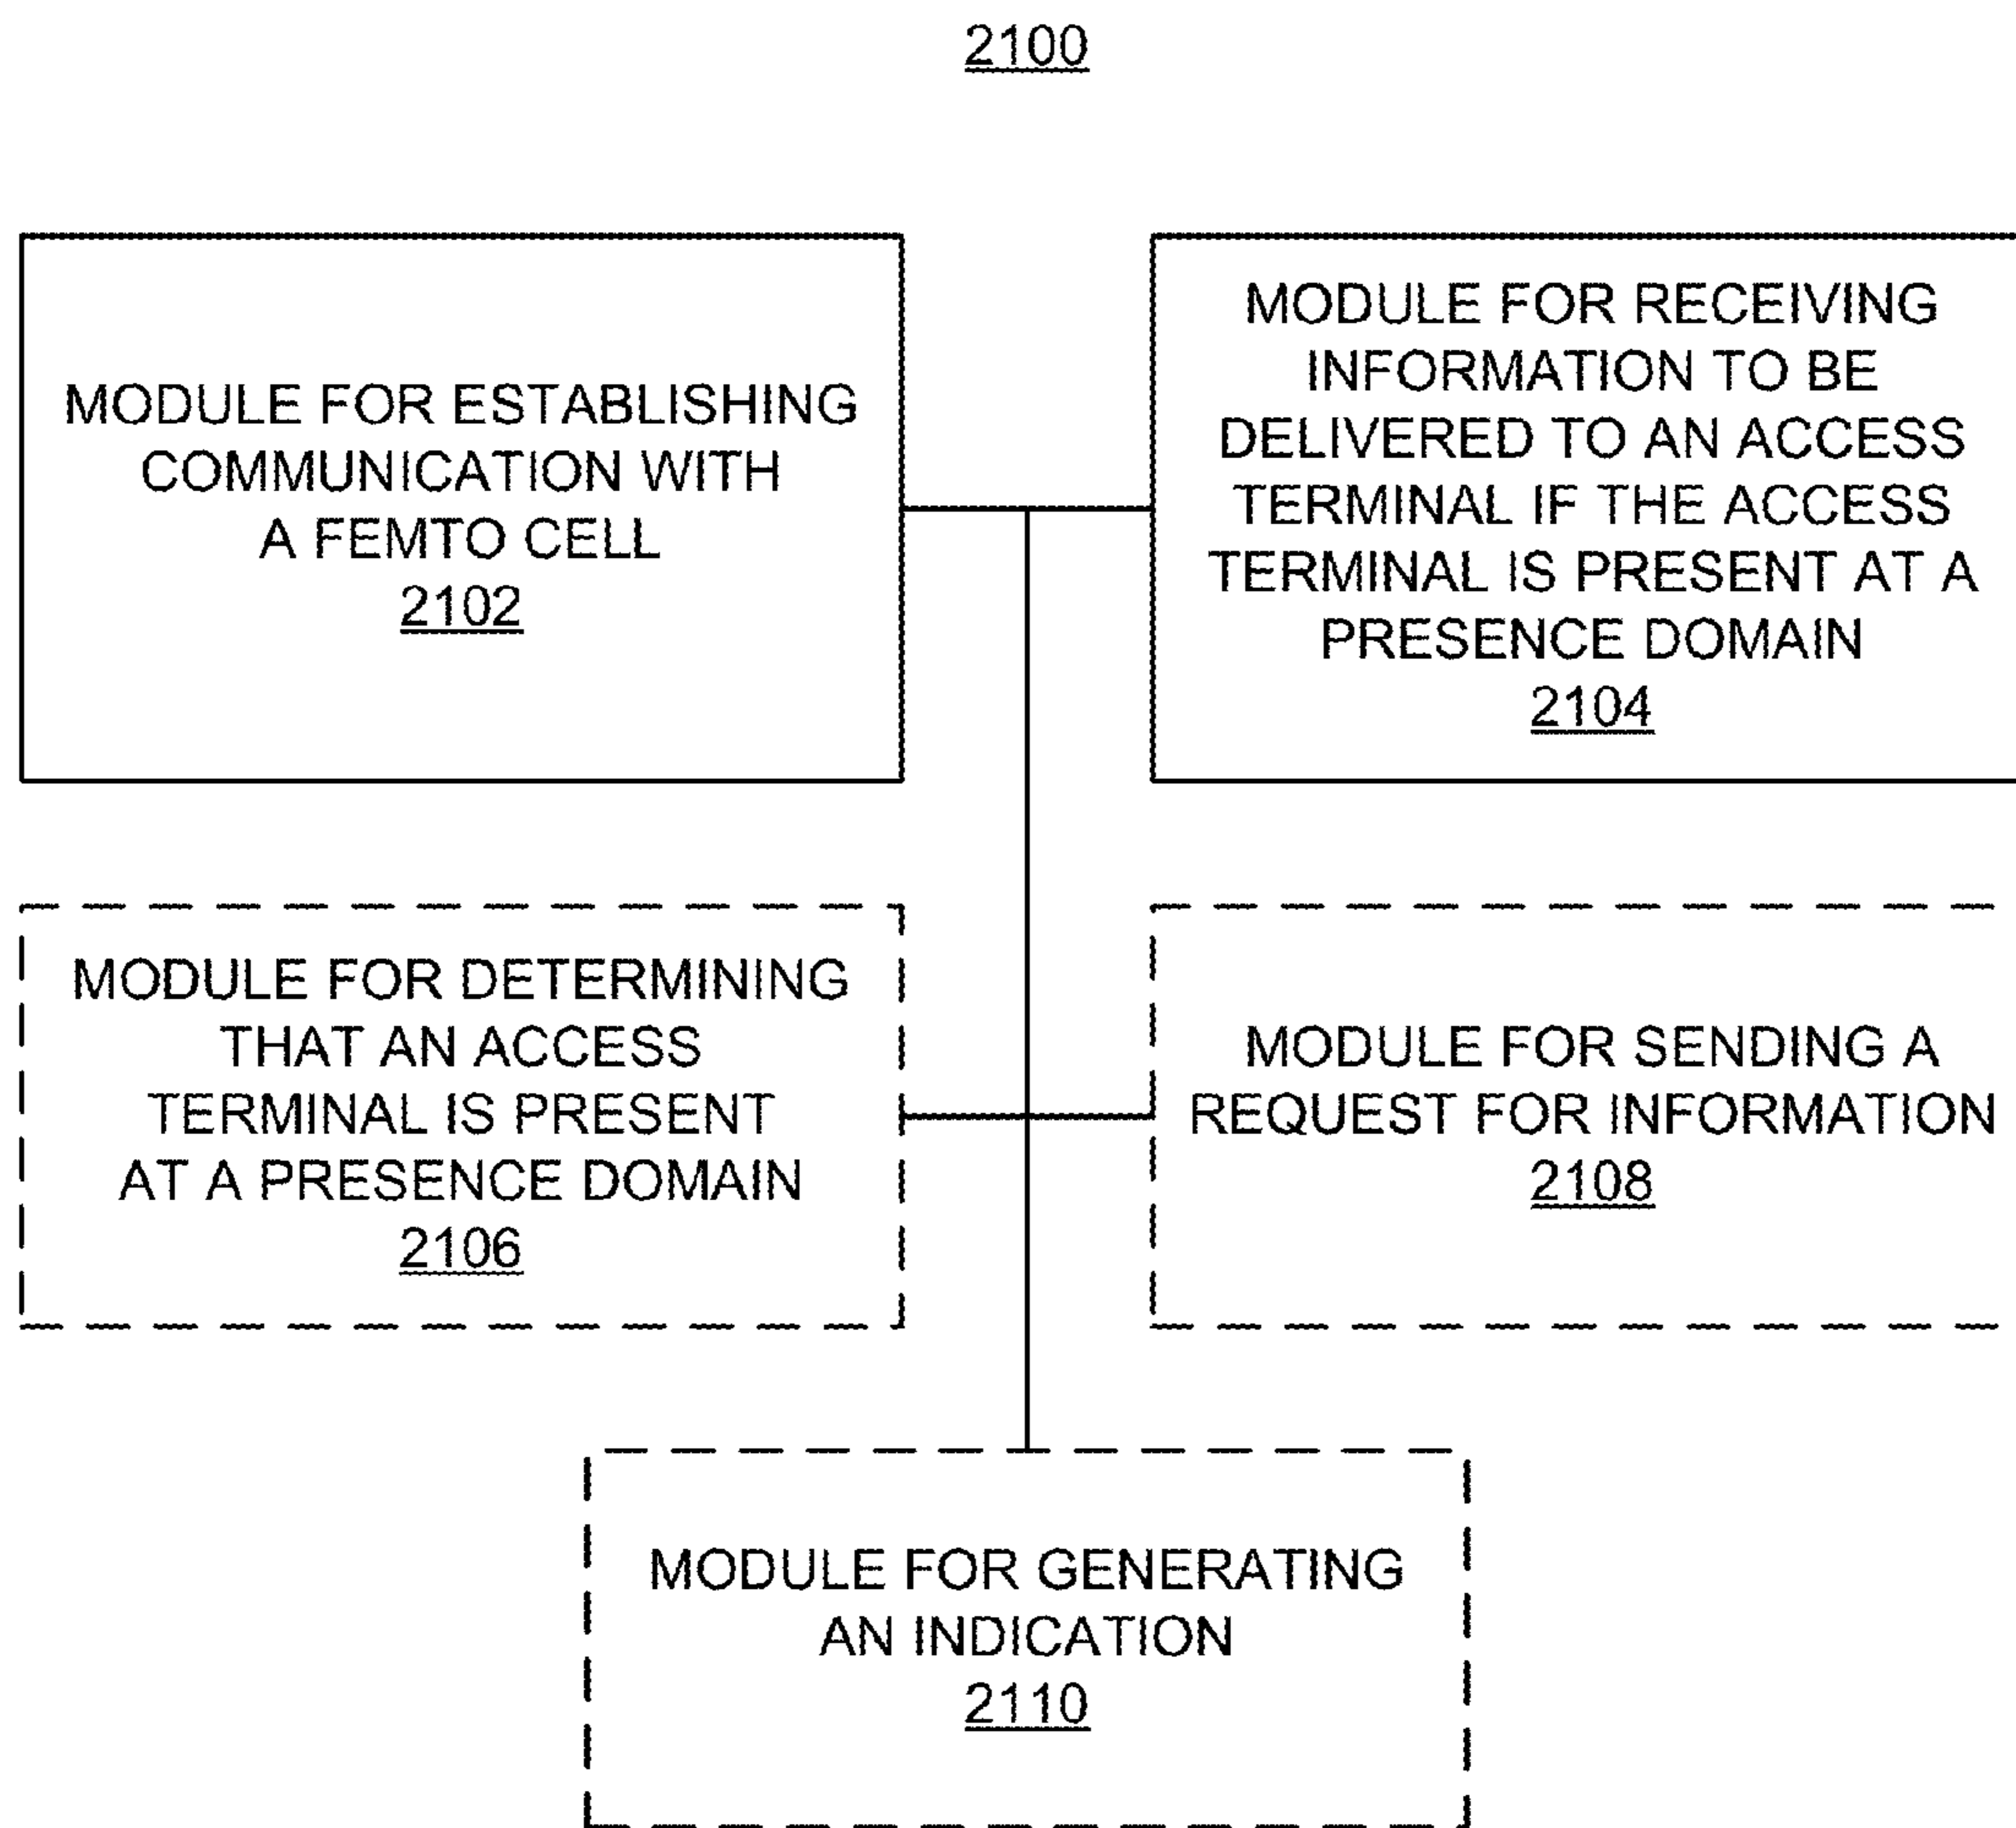 2100
MODULE FOR ESTABLISHING
COMMUNICATION WITH
A FEMTO CELL
2102
MODULE FOR RECEIVING
INFORMATION TO BE
DELIVERED TO AN ACCESS
TERMINAL IF THE ACCESS
TERMINAL IS PRESENT AT A
PRESENCE DOMAIN
2104
MODULE FOR DETERMINING
THAT AN ACCESS
TERMINAL IS PRESENT
AT A PRESENCE DOMAIN
2106
MODULE FOR SENDING A
REQUEST FOR INFORMATION
2108
MODULE FOR GENERATING
AN INDICATION
2110